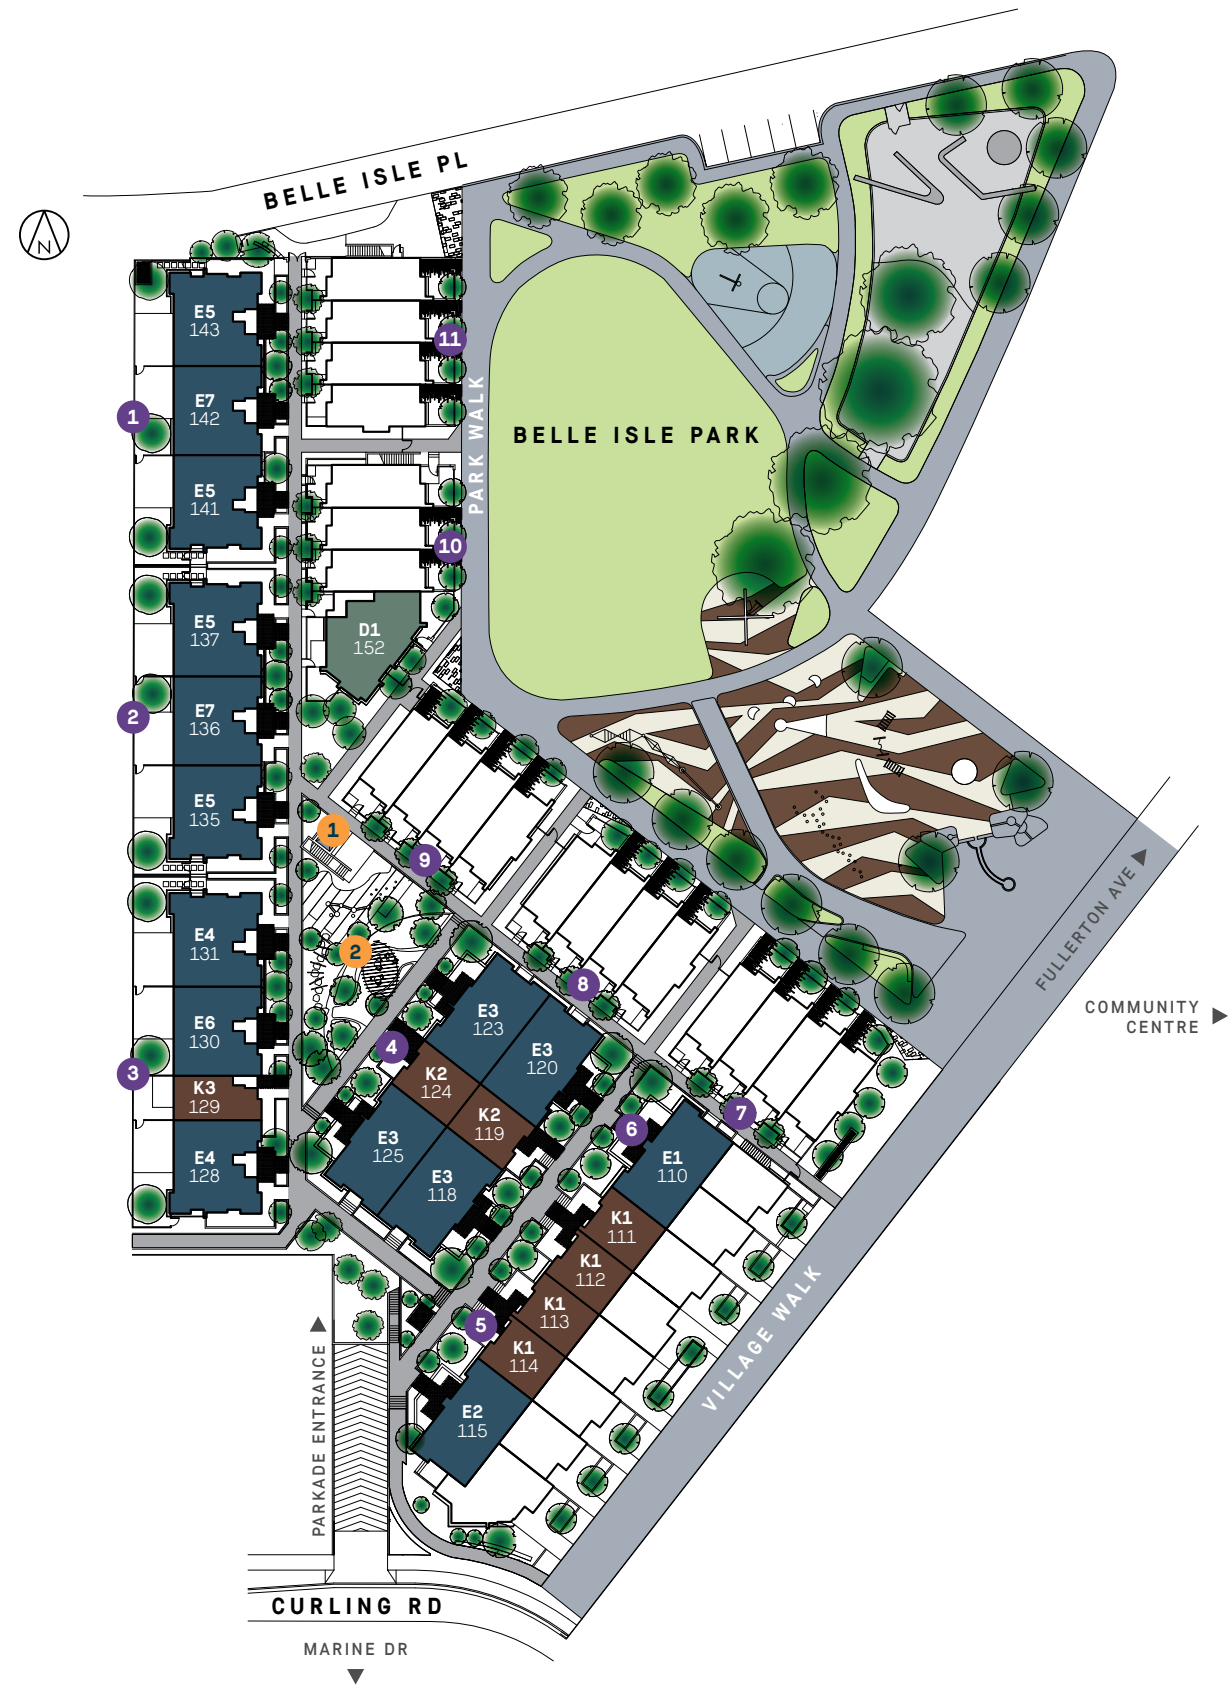 BELLE ISLE PL
N
E5
143
11
1
E7
142
PARK WALK
BELLE ISLE PARK
E5
141
10
E5
137
D1
152
2
E7
136
E5
135
1
9
FULLERTON AVE
E4
131
2
8
COMMUNITY
CENTRE
E3
123
E6
130
4
E3
120
3
K3
129
K2
124
K2
119
7
6
E3
125
E4
128
E3
118
E1
110
K1
111
K1
112
K1
113
5
K1
114
VILLAGE WALK
PARKADE ENTRANCE
E2
115
CURLING RD
MARINE DR